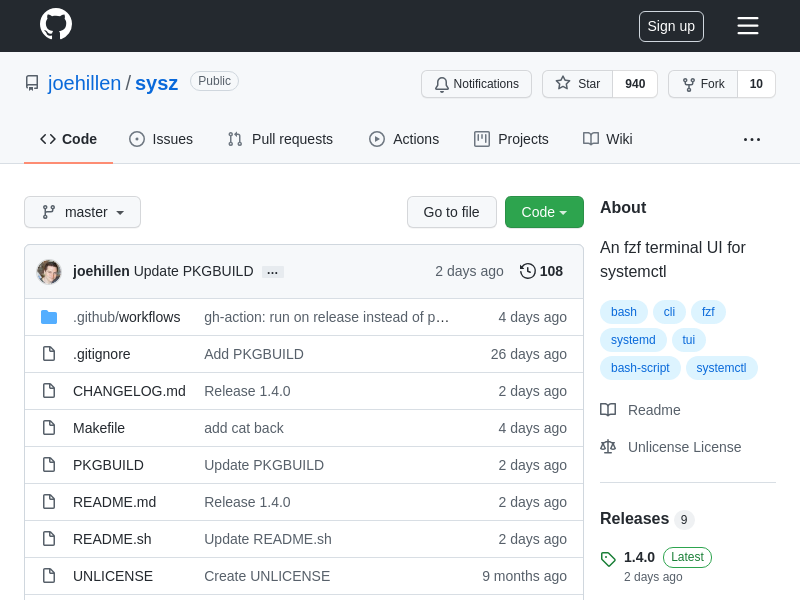 Sign up
joehillen / sysz Public
Notifications Star 940 Fork 10
Code Issues Pull requests Actions Projects Wiki ...
master Go to file Code
joehillen Update PKGBUILD ... 2 days ago 108
.github/workflows gh-action: run on release instead of p… 4 days ago
.gitignore Add PKGBUILD 26 days ago
CHANGELOG.md Release 1.4.0 2 days ago
Makefile add cat back 4 days ago
PKGBUILD Update PKGBUILD 2 days ago
README.md Release 1.4.0 2 days ago
README.sh Update README.sh 2 days ago
UNLICENSE Create UNLICENSE 9 months ago
About
An fzf terminal UI for
systemctl
bash cli fzf
systemd tui
bash-script systemctl
Readme
Unlicense License
Releases 9
1.4.0 Latest
2 days ago